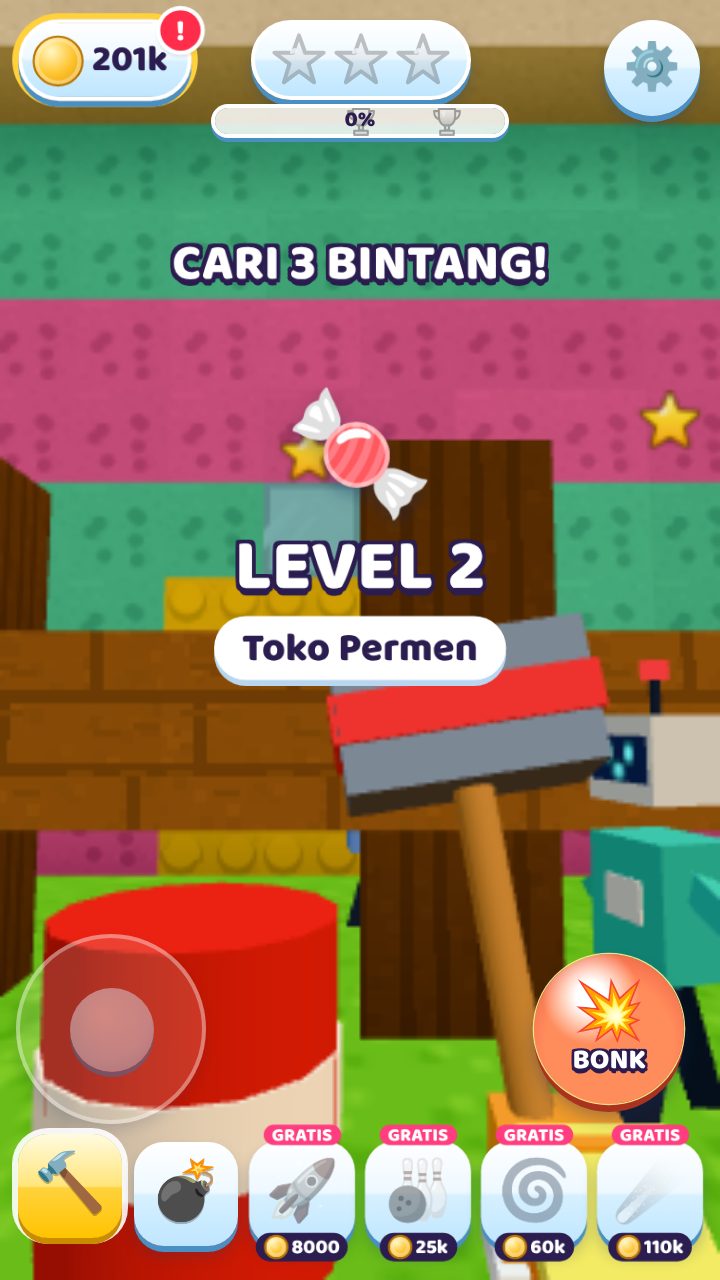 201k
!
0%
CARI 3 BINTANG!
LEVEL 2
Toko Permen
BONK
GRATIS
GRATIS
GRATIS
GRATIS
8000
25k
60k
110k